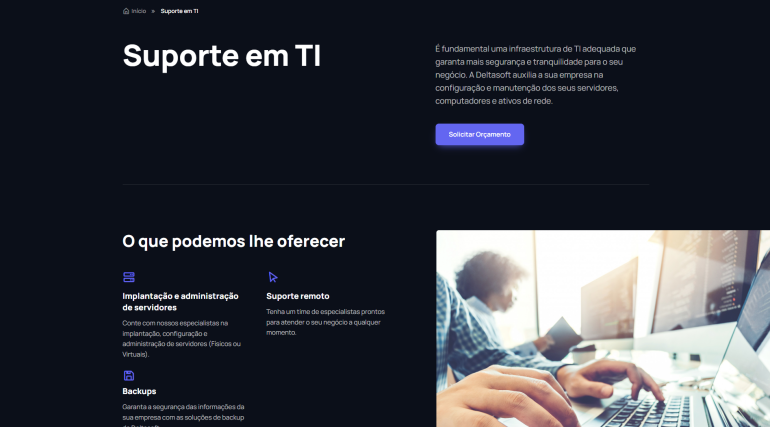 Início » Suporte em TI
Suporte em TI
É fundamental uma infraestrutura de TI adequada que
garanta mais segurança e tranquilidade para o seu
negócio. A Deltasoft auxilia a sua empresa na
configuração e manutenção dos seus servidores,
computadores e ativos de rede.
Solicitar Orçamento
O que podemos lhe oferecer
Implantação e administração
de servidores
Conte com nossos especialistas na
implantação, configuração e
administração de servidores (Físicos ou
Virtuais).
Suporte remoto
Tenha um time de especialistas prontos
para atender o seu negócio a qualquer
momento.
Backups
Garanta a segurança das informações da
sua empresa com as soluções de backup